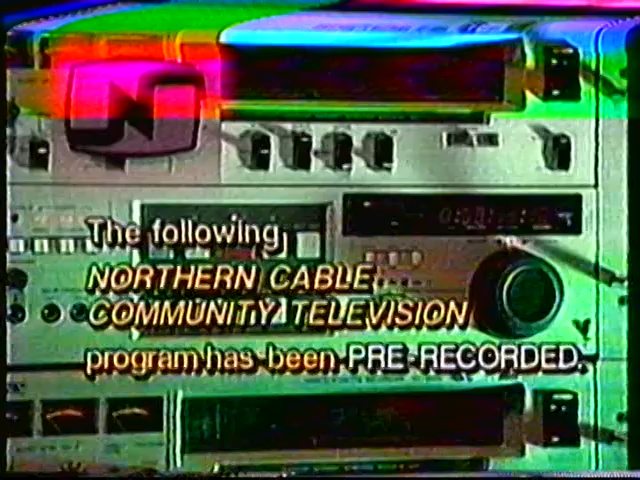 N
The following
NORTHERN CABLE
COMMUNITY TELEVISION
program has been PRE-RECORDED.